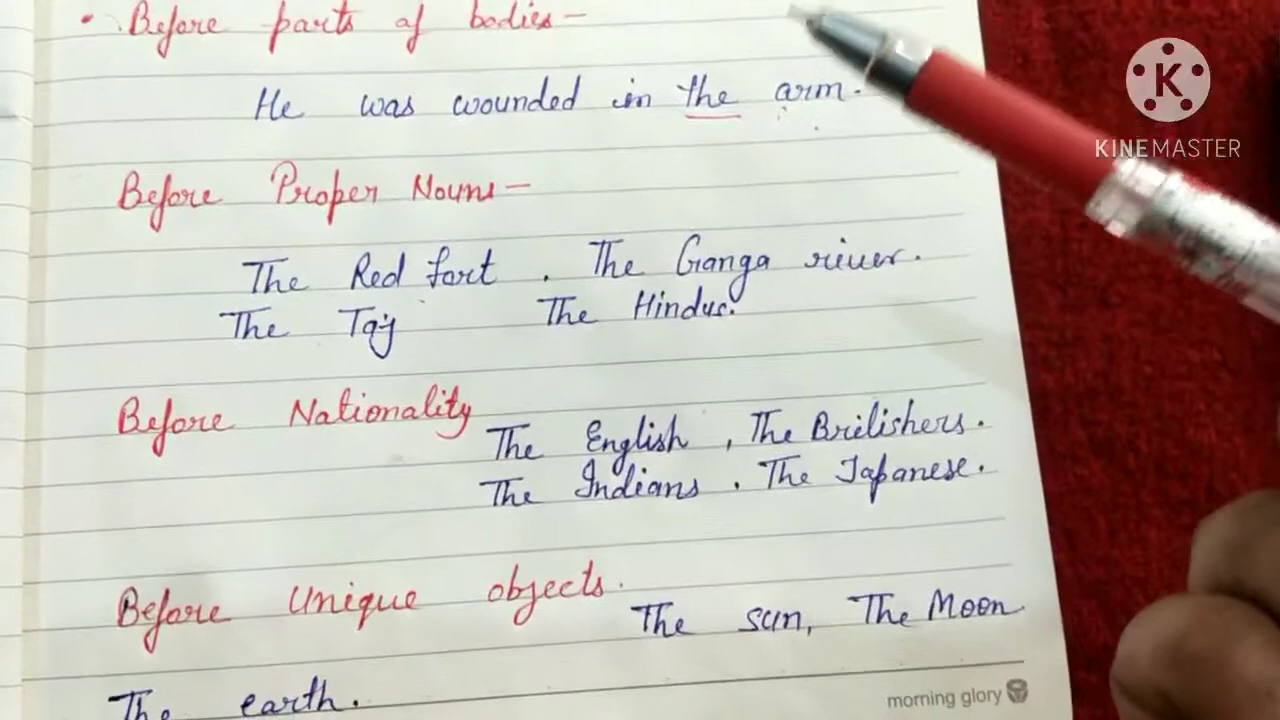 • Before parts of bodies –
He was wounded in the arm.
KINEMASTER
Before Proper Nouns –
The Red fort . The Ganga river.
The Taj The Hindus.
Before Nationality
The English , The Brilishers.
The Indians . The Japanese.
Before Unique objects.
The sun, The Moon
The earth.
morning glory